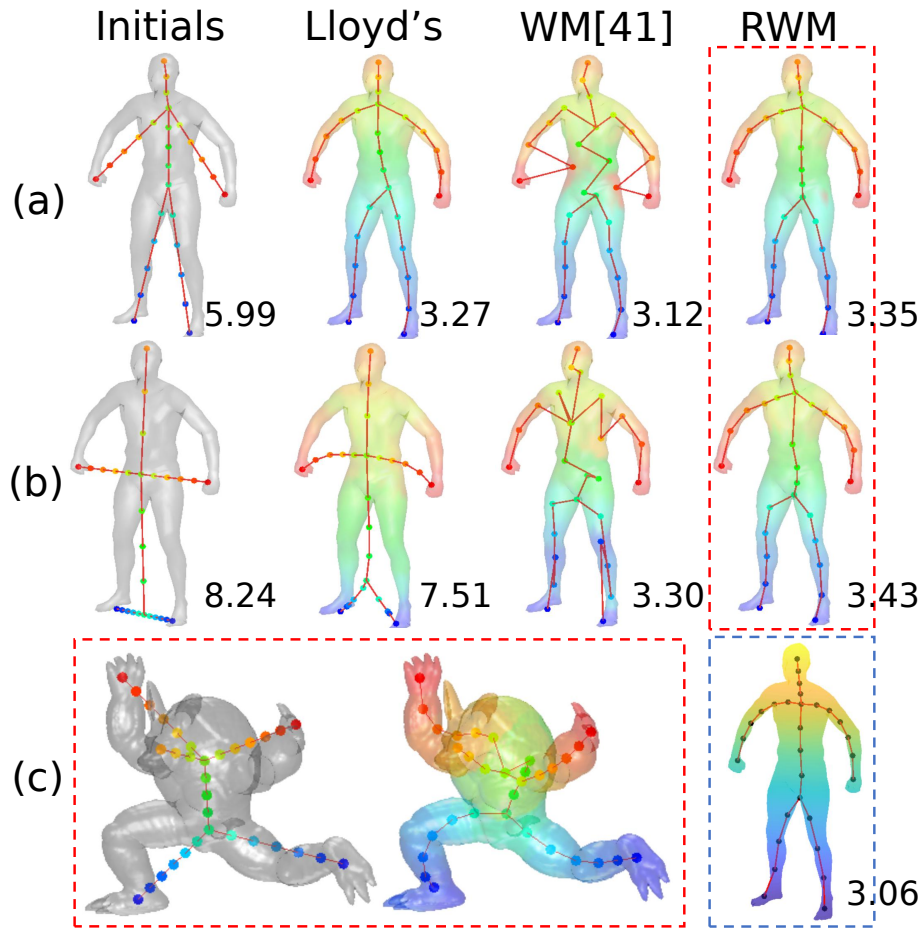 Initials Lloyd's WM[41] RWM
(a)
5.99 3.27 3.12 3.35
(b)
8.24 7.51 3.30 3.43
(c)
3.06